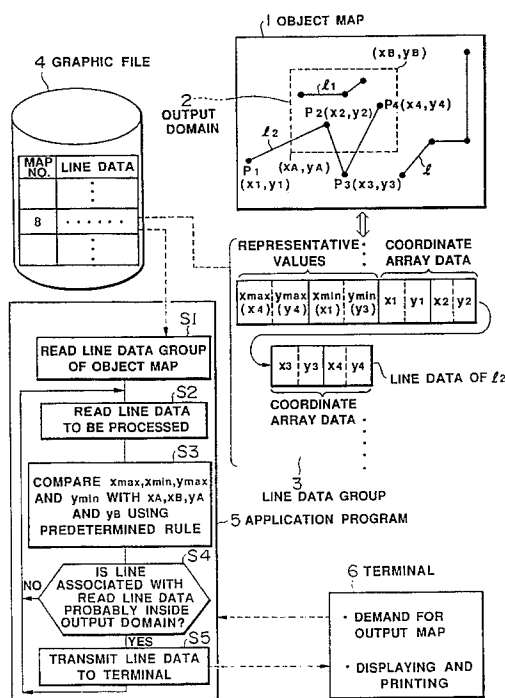 1 OBJECT MAP
4 GRAPHIC FILE
(xB,yB)
2
OUTPUT
DOMAIN
ℓ1
P2(x2,y2)
P4(x4,y4)
ℓ2
P1
(x1,y1)
(xA,yA)
P3(x3,y3)
ℓ
MAP NO. LINE DATA
8 ......
REPRESENTATIVE VALUES
COORDINATE ARRAY DATA
xmax (x4) ymax (y4) xmin (x1) ymin (y3) x1 y1 x2 y2
x3 y3 x4 y4
LINE DATA OF ℓ2
COORDINATE
ARRAY DATA
3
LINE DATA GROUP
S1
READ LINE DATA GROUP
OF OBJECT MAP
S2
READ LINE DATA
TO BE PROCESSED
S3
COMPARE xmax,xmin,ymax
AND ymin WITH xA,xB,yA
AND yB USING
PREDETERMINED RULE
5 APPLICATION PROGRAM
S4
IS LINE
ASSOCIATED WITH
READ LINE DATA
PROBABLY INSIDE
OUTPUT DOMAIN?
NO
YES
S5
TRANSMIT LINE DATA
TO TERMINAL
6 TERMINAL
· DEMAND FOR
OUTPUT MAP
· DISPLAYING AND
PRINTING